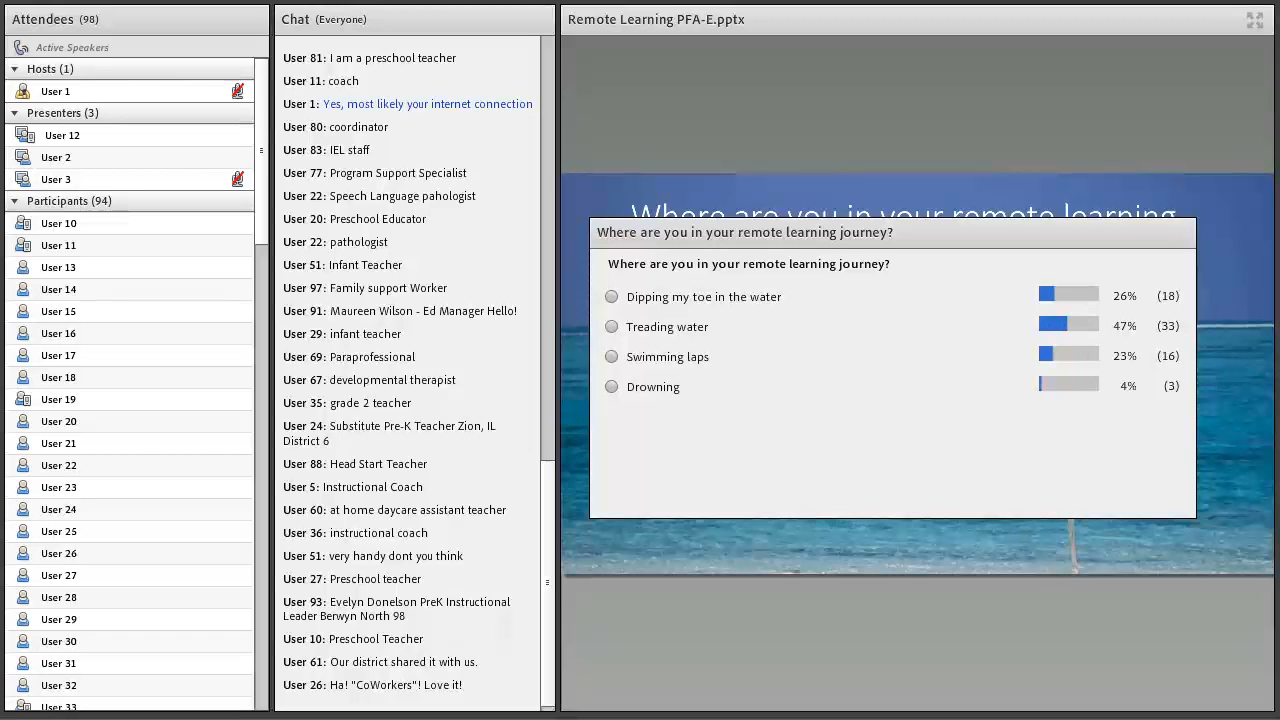 Attendees (98)
Active Speakers
Hosts (1)
User 1
Presenters (3)
User 12
User 2
User 3
Participants (94)
User 10
User 11
User 13
User 14
User 15
User 16
User 17
User 18
User 19
User 20
User 21
User 22
User 23
User 24
User 25
User 26
User 27
User 28
User 29
User 30
User 31
User 32
User 33
Chat (Everyone)
User 81: I am a preschool teacher
User 11: coach
User 1: Yes, most likely your internet connection
User 80: coordinator
User 83: IEL staff
User 77: Program Support Specialist
User 22: Speech Language pahologist
User 20: Preschool Educator
User 22: pathologist
User 51: Infant Teacher
User 97: Family support Worker
User 91: Maureen Wilson - Ed Manager Hello!
User 29: infant teacher
User 69: Paraprofessional
User 67: developmental therapist
User 35: grade 2 teacher
User 24: Substitute Pre-K Teacher Zion, IL
District 6
User 88: Head Start Teacher
User 5: Instructional Coach
User 60: at home daycare assistant teacher
User 36: instructional coach
User 51: very handy dont you think
User 27: Preschool teacher
User 93: Evelyn Donelson PreK Instructional
Leader Berwyn North 98
User 10: Preschool Teacher
User 61: Our district shared it with us.
User 26: Ha! "CoWorkers"! Love it!
Remote Learning PFA-E.pptx
Where are you in your remote learning
Where are you in your remote learning journey?
Where are you in your remote learning journey?
Dipping my toe in the water 26% (18)
Treading water 47% (33)
Swimming laps 23% (16)
Drowning 4% (3)